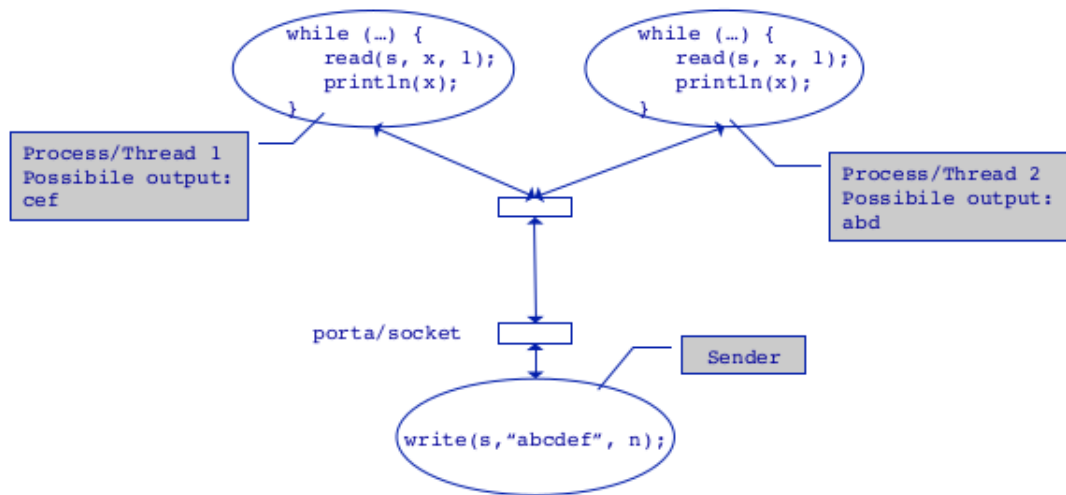 while (…) {
read(s, x, 1);
println(x);
}
while (…) {
read(s, x, 1);
println(x);
}
Process/Thread 1
Possibile output:
cef
Process/Thread 2
Possibile output:
abd
porta/socket
Sender
write(s,“abcdef”, n);